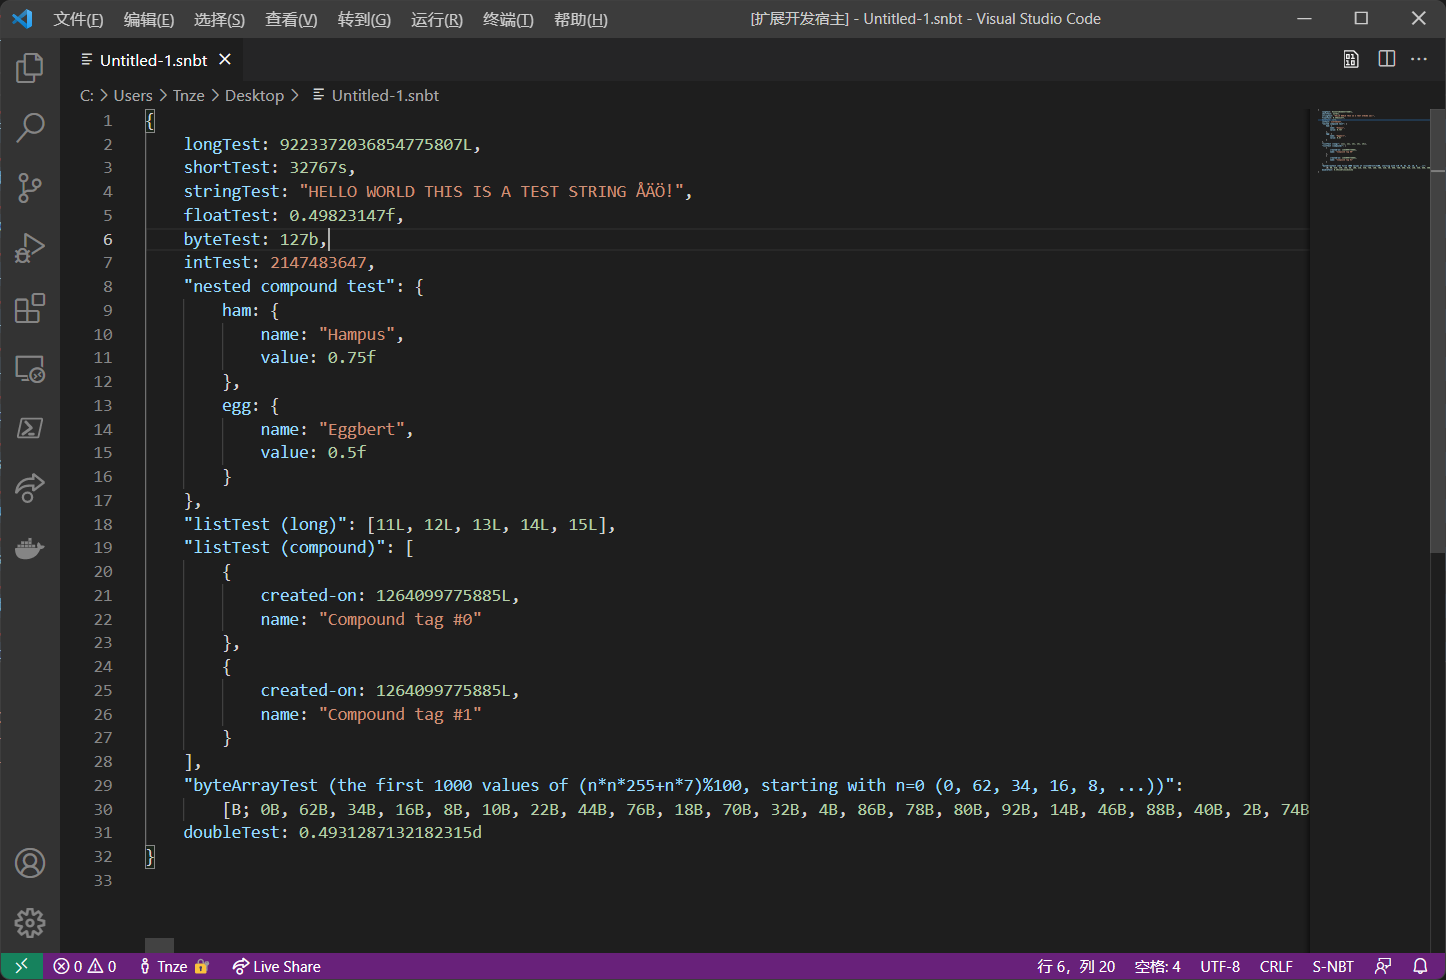 文件(F) 编辑(E) 选择(S) 查看(V) 转到(G) 运行(R) 终端(T) 帮助(H) [扩展开发宿主] - Untitled-1.snbt - Visual Studio Code
Untitled-1.snbt
C: > Users > Tnze > Desktop > Untitled-1.snbt
1 {
2 longTest: 9223372036854775807L,
3 shortTest: 32767s,
4 stringTest: "HELLO WORLD THIS IS A TEST STRING ÅÄÖ!",
5 floatTest: 0.49823147f,
6 byteTest: 127b,
7 intTest: 2147483647,
8 "nested compound test": {
9 ham: {
10 name: "Hampus",
11 value: 0.75f
12 },
13 egg: {
14 name: "Eggbert",
15 value: 0.5f
16 }
17 },
18 "listTest (long)": [11L, 12L, 13L, 14L, 15L],
19 "listTest (compound)": [
20 {
21 created-on: 1264099775885L,
22 name: "Compound tag #0"
23 },
24 {
25 created-on: 1264099775885L,
26 name: "Compound tag #1"
27 }
28 ],
29 "byteArrayTest (the first 1000 values of (n*n*255+n*7)%100, starting with n=0 (0, 62, 34, 16, 8, ...))":
30 [B; 0B, 62B, 34B, 16B, 8B, 10B, 22B, 44B, 76B, 18B, 70B, 32B, 4B, 86B, 78B, 80B, 92B, 14B, 46B, 88B, 40B, 2B, 74B
31 doubleTest: 0.4931287132182315d
32 }
33
0 0 Tnze Live Share 行 6，列 20 空格: 4 UTF-8 CRLF S-NBT